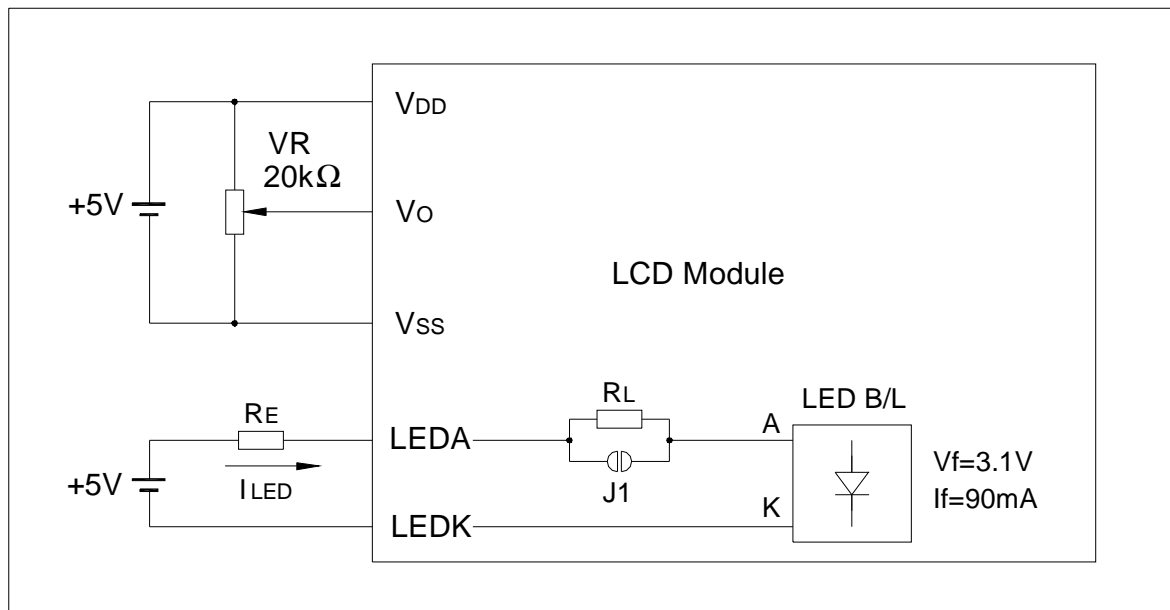 VDD
VR
20kΩ
+5V
VO
LCD Module
VSS
RE
LEDA
RL
A
LED B/L
Vf=3.1V
+5V
ILED
J1
If=90mA
K
LEDK